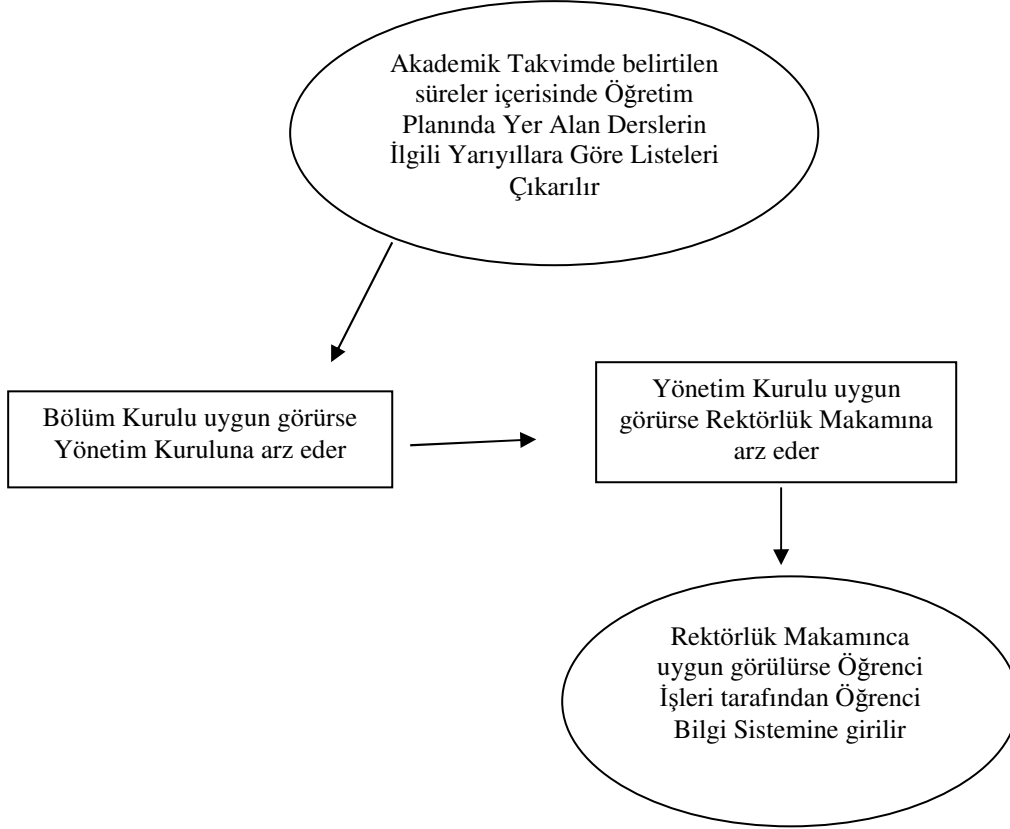 Akademik Takvimde belirtilen
süreler içerisinde Öğretim
Planında Yer Alan Derslerin
İlgili Yarıyıllara Göre Listeleri
Çıkarılır
Bölüm Kurulu uygun görürse
Yönetim Kuruluna arz eder
Yönetim Kurulu uygun
görürse Rektörlük Makamına
arz eder
Rektörlük Makamınca
uygun görülürse Öğrenci
İşleri tarafından Öğrenci
Bilgi Sistemine girilir